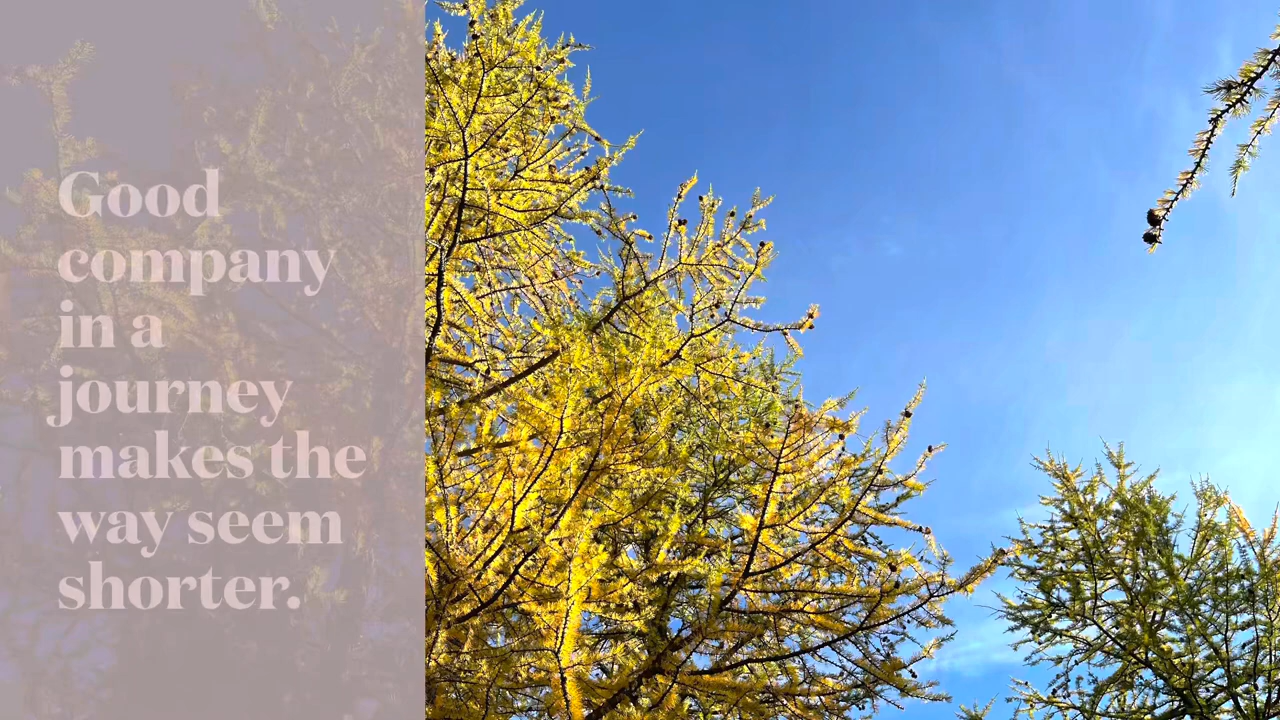 Good
company
in a
journey
makes the
way seem
shorter.